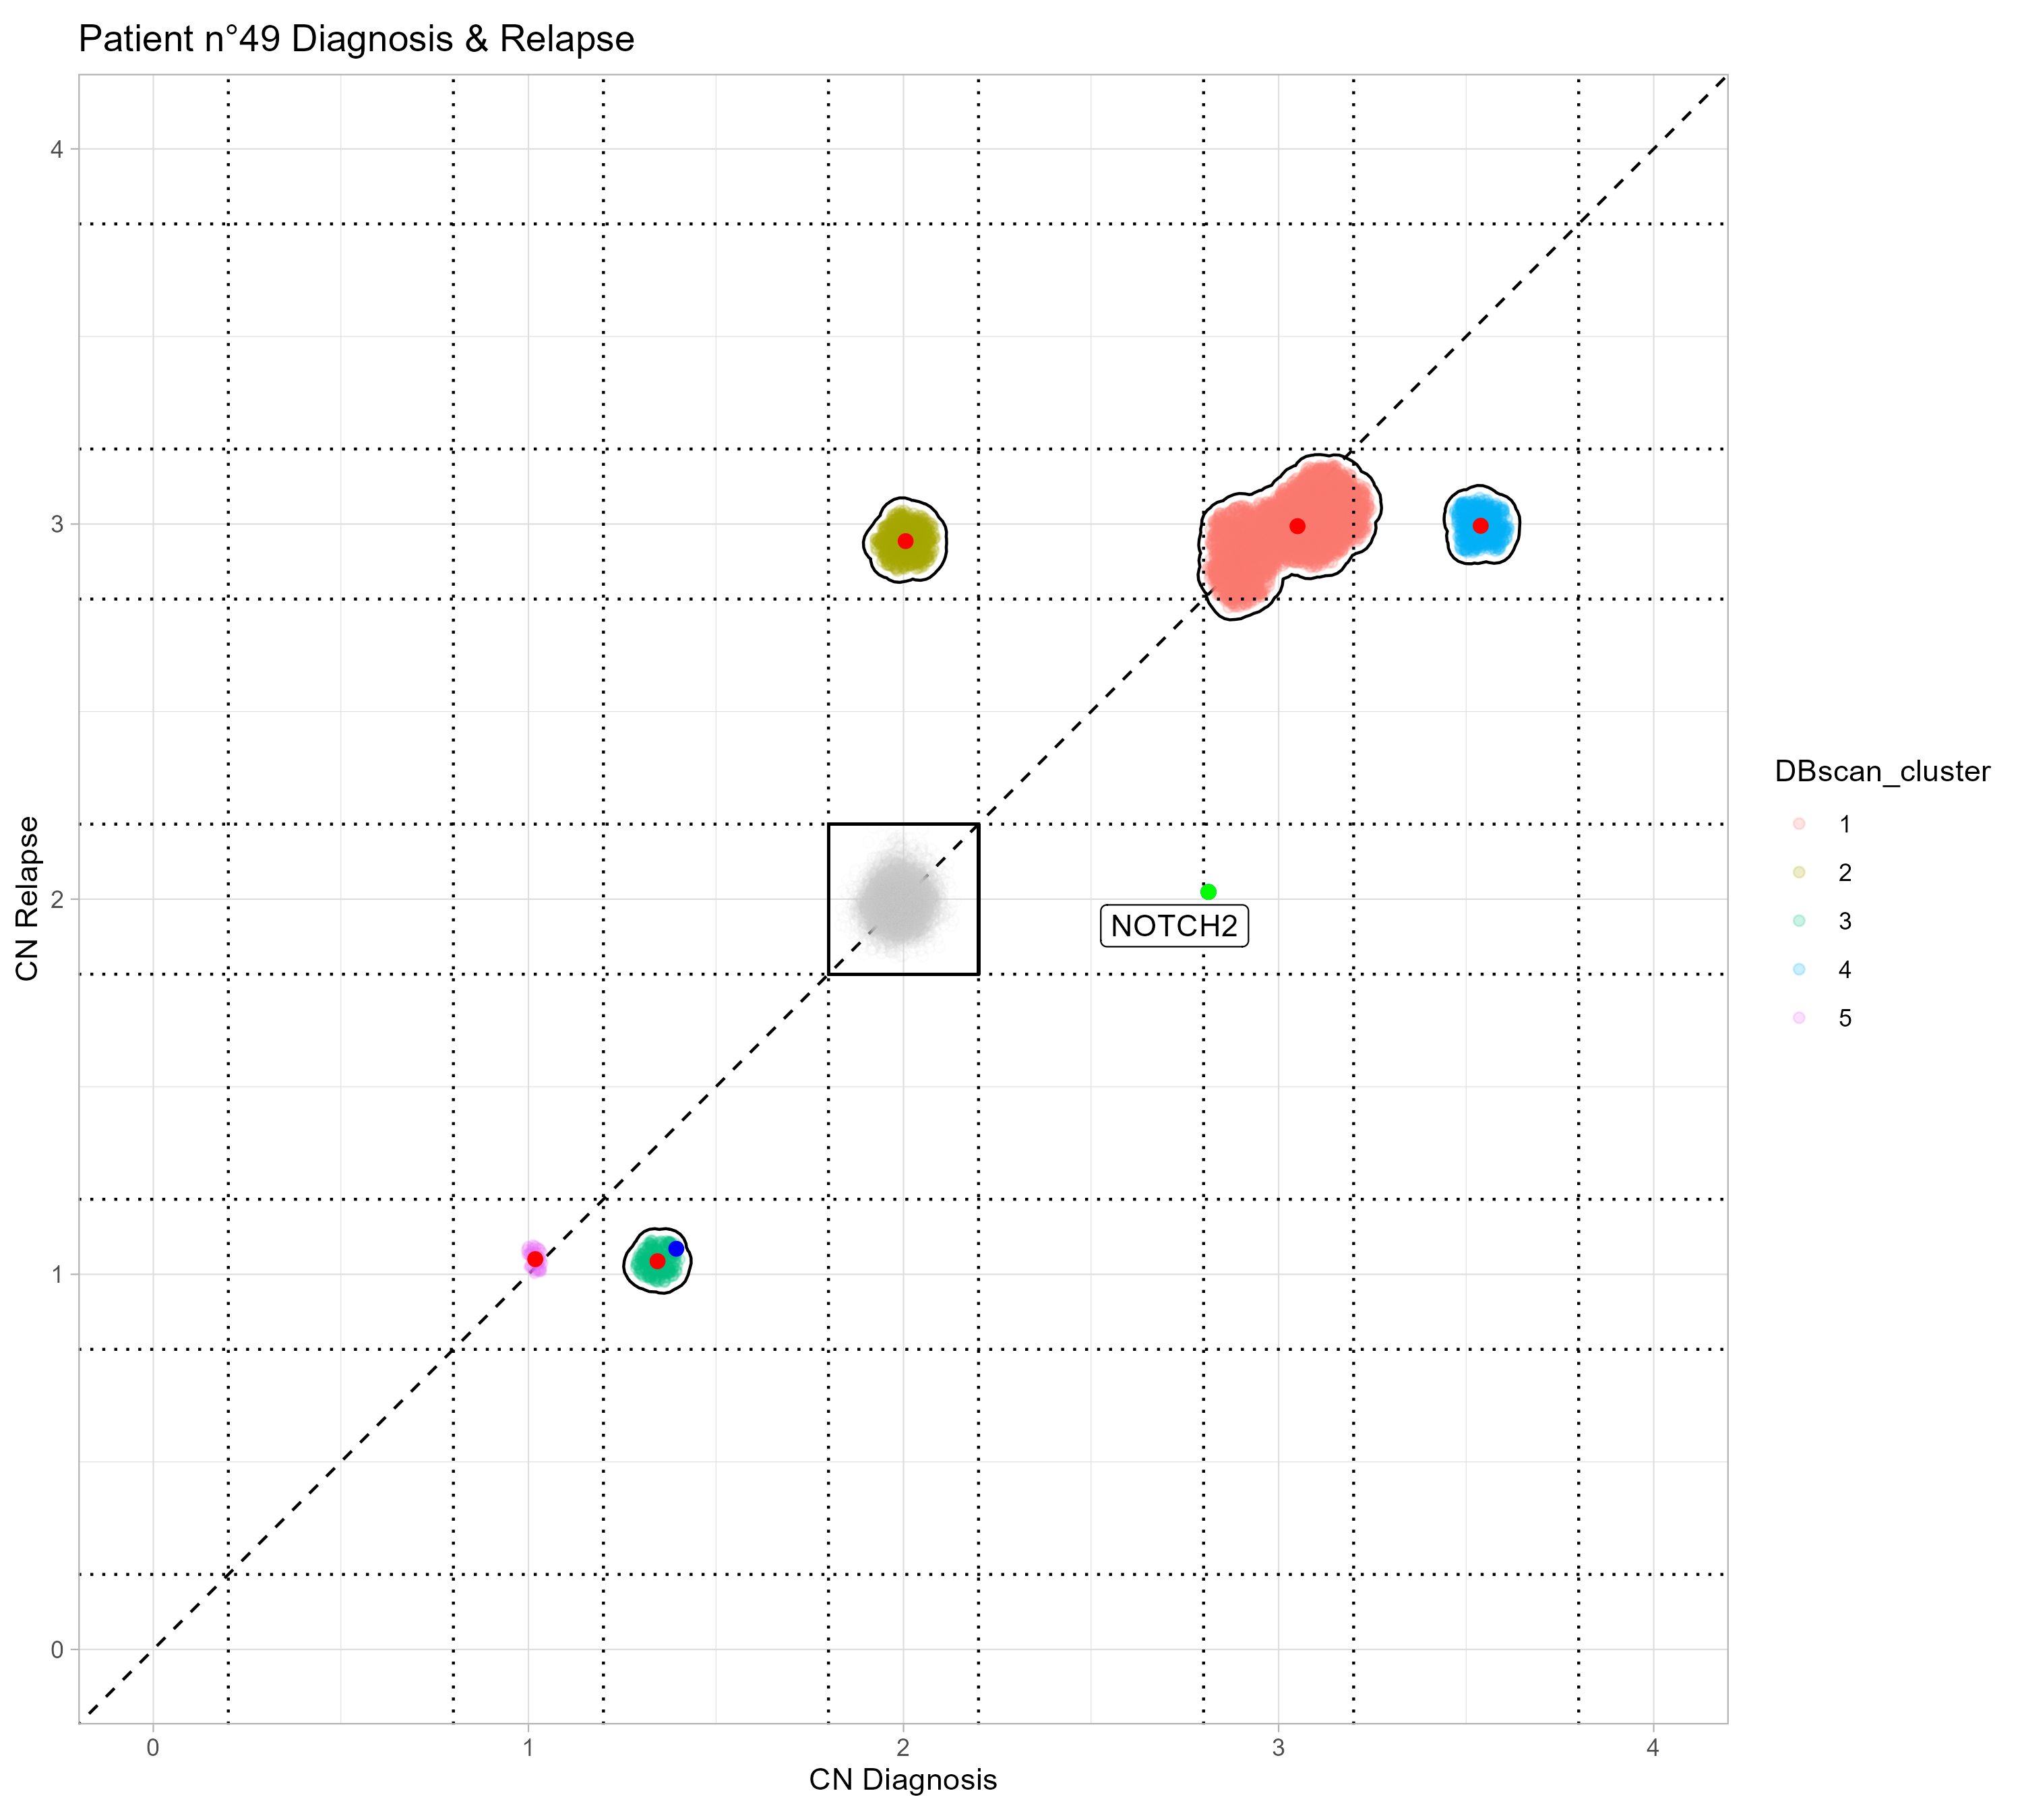 Patient n°49 Diagnosis & Relapse
4
3
2
1
0
CN Relapse
NOTCH2
0 1 2 3 4
CN Diagnosis
DBscan_cluster
1
2
3
4
5